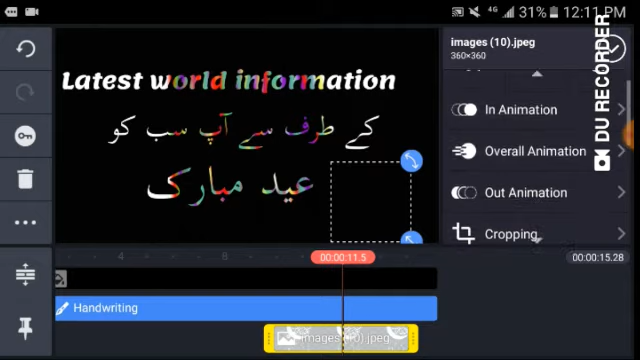 4G 31% 12:11 PM
images (10).jpeg
360×360
DU RECORDER
Latest world information
کے طرف سے آپ سب کو
عید مبارک
In Animation
Overall Animation
Out Animation
Cropping
4
8
00:00:11.5
00:00:15.28
Handwriting
images (10).jpeg